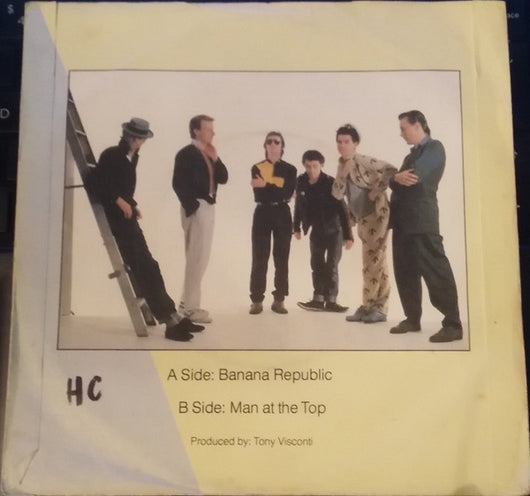 HC
A Side: Banana Republic
B Side: Man at the Top
Produced by: Tony Visconti